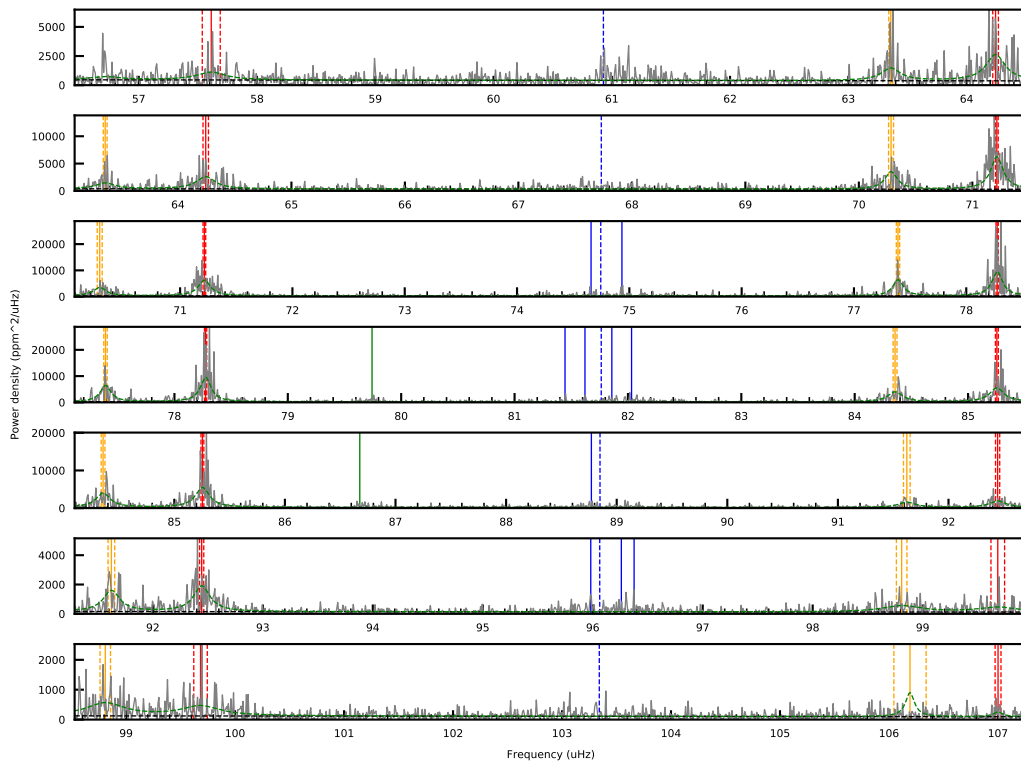 5000
2500
0
57 58 59 60 61 62 63 64
10000
5000
0
64 65 66 67 68 69 70 71
20000
10000
0
71 72 73 74 75 76 77 78
Power density (ppm^2/uHz)
20000
10000
0
78 79 80 81 82 83 84 85
20000
10000
0
85 86 87 88 89 90 91 92
4000
2000
0
92 93 94 95 96 97 98 99
2000
1000
0
99 100 101 102 103 104 105 106 107
Frequency (uHz)